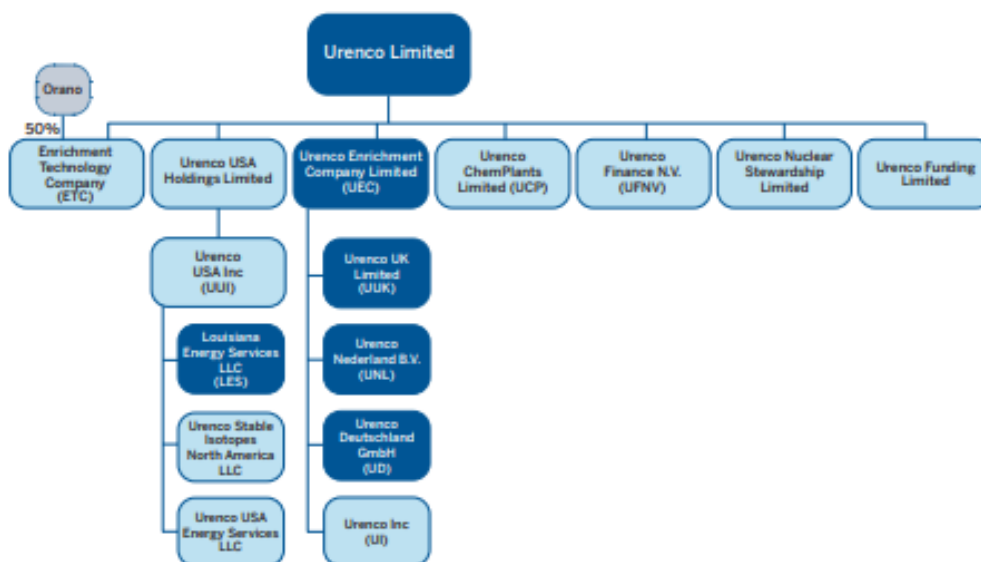 Urenco Limited
Orano
50%
Enrichment
Technology
Company
(ETC)
Urenco USA
Holdings Limited
Urenco Enrichment
Company Limited
(UEC)
Urenco
ChemPlants
Limited (UCP)
Urenco
Finance N.V.
(UFNV)
Urenco Nuclear
Stewardship
Limited
Urenco Funding
Limited
Urenco
USA Inc
(UUI)
Louisiana
Energy Services
LLC
(LES)
Urenco Stable
Isotopes
North America
LLC
Urenco USA
Energy Services
LLC
Urenco UK
Limited
(UUK)
Urenco
Nederland B.V.
(UNL)
Urenco
Deutschland
GmbH
(UD)
Urenco Inc
(UI)